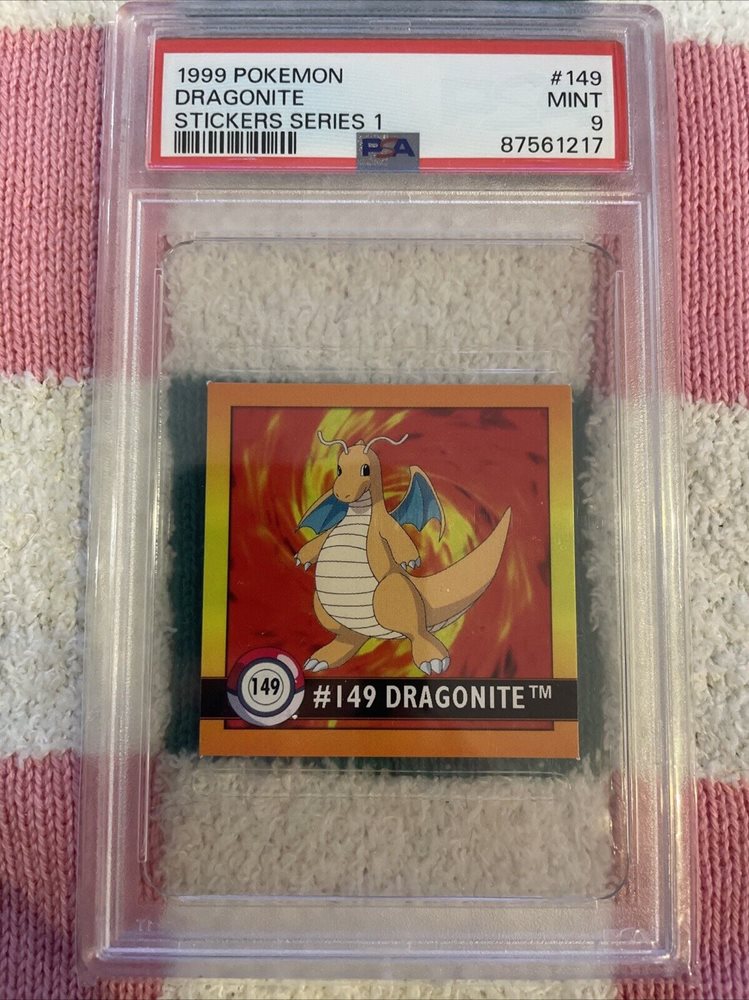 1999 POKEMON #149
DRAGONITE MINT
STICKERS SERIES 1 9
PSA 87561217
149
#149 DRAGONITE™